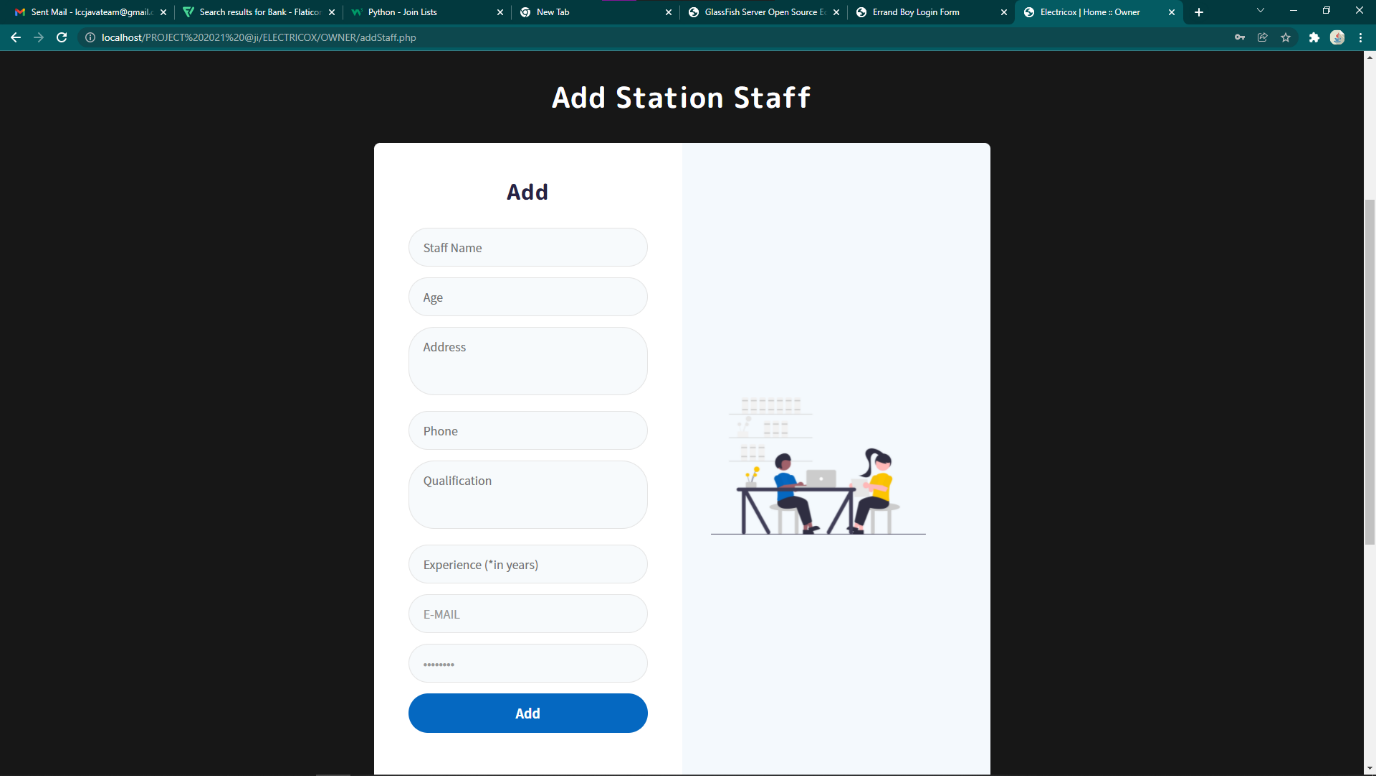 Sent Mail - lccjavateam@gmail.c
Search results for Bank - Flatico
Python - Join Lists
New Tab
GlassFish Server Open Source E
Errand Boy Login Form
Electricox | Home :: Owner
localhost/PROJECT%202021%20@ji/ELECTRICOX/OWNER/addStaff.php
Add Station Staff
Add
Staff Name
Age
Address
Phone
Qualification
Experience (*in years)
E-MAIL
••••••••
Add